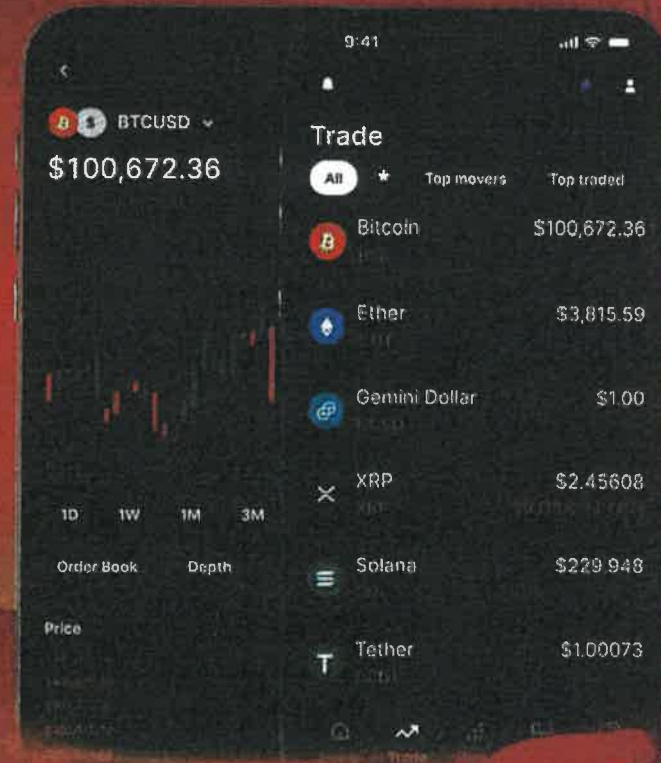 9:41
BTCUSD
$100,672.36
Trade
All
Top movers
Top traded
Bitcoin
$100,672.36
Ether
$3,815.59
Gemini Dollar
$1.00
XRP
$2.45608
XRP
Solana
$229.948
Tether
$1.00073
1D
1W
1M
3M
Order Book
Depth
Price
Trade